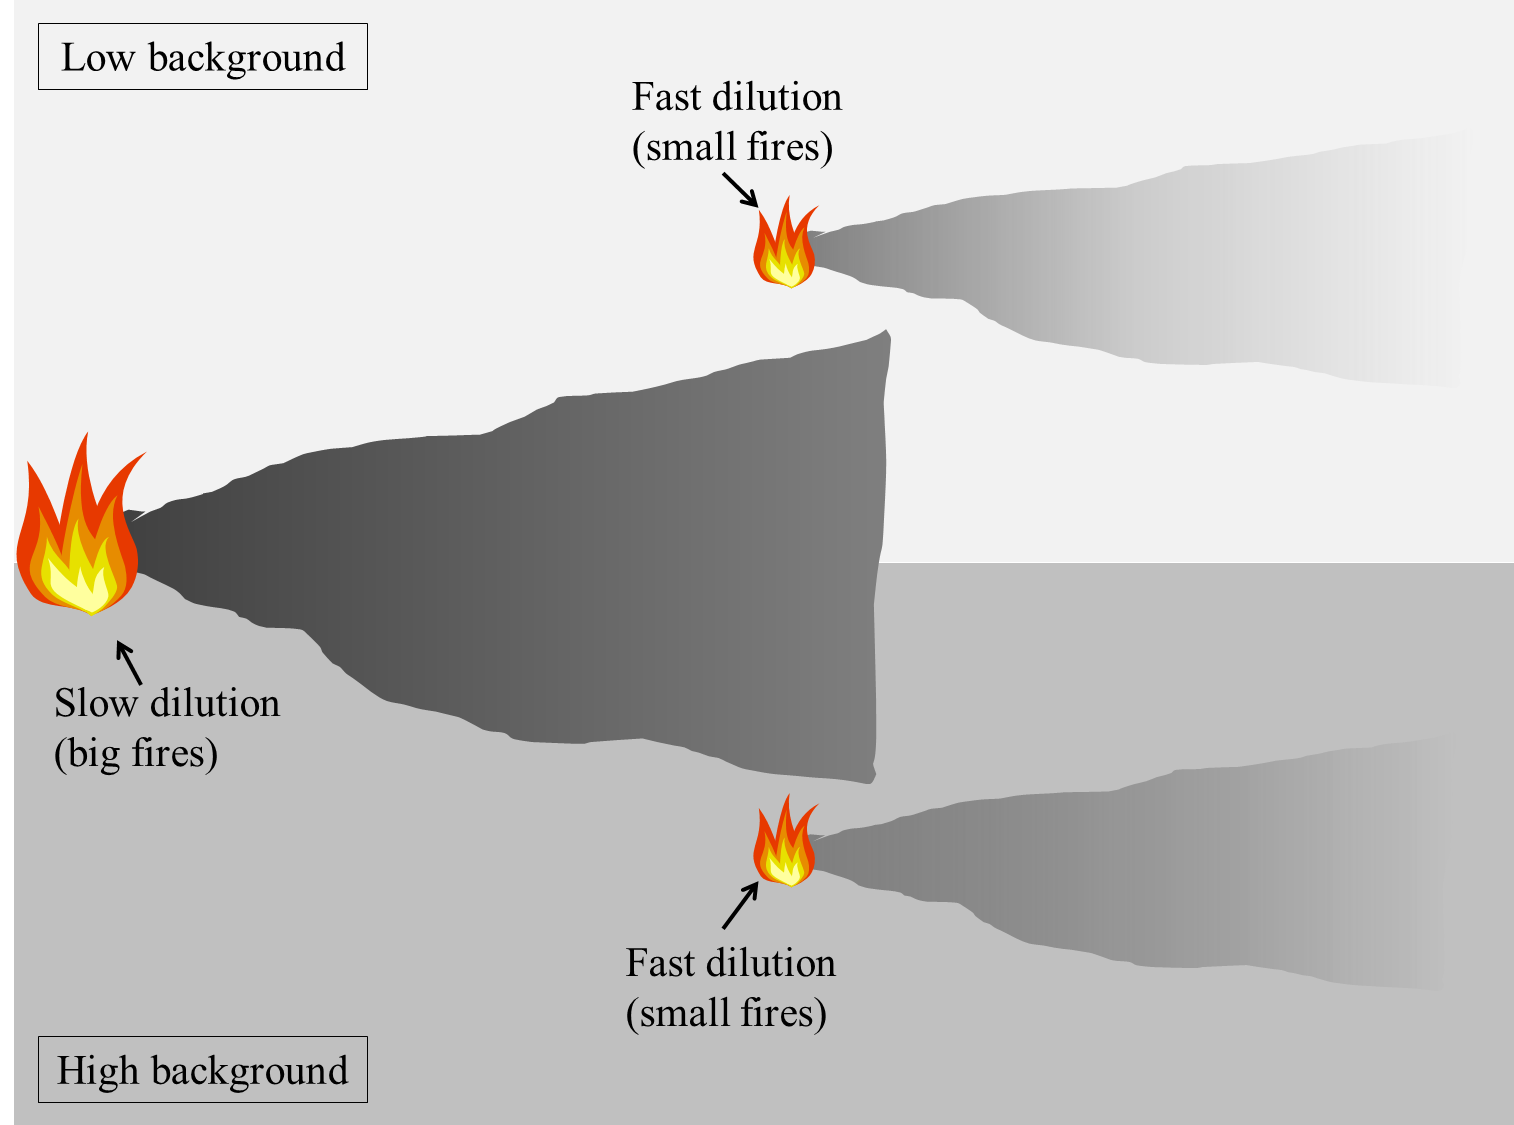 Low background
Fast dilution
(small fires)
Slow dilution
(big fires)
Fast dilution
(small fires)
High background